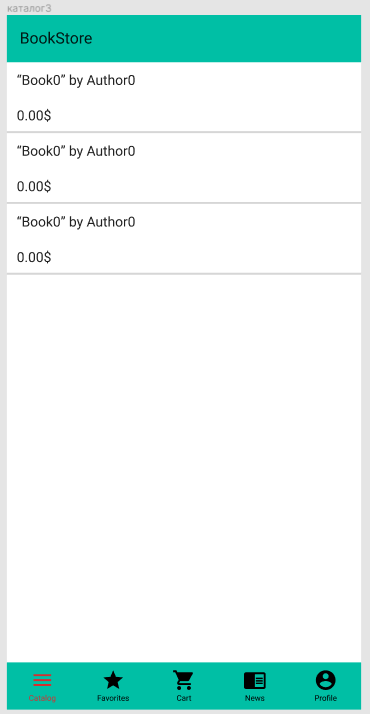 каталог3
BookStore
“Book0” by Author0
0.00$
“Book0” by Author0
0.00$
“Book0” by Author0
0.00$
Catalog
Favorites
Cart
News
Profile